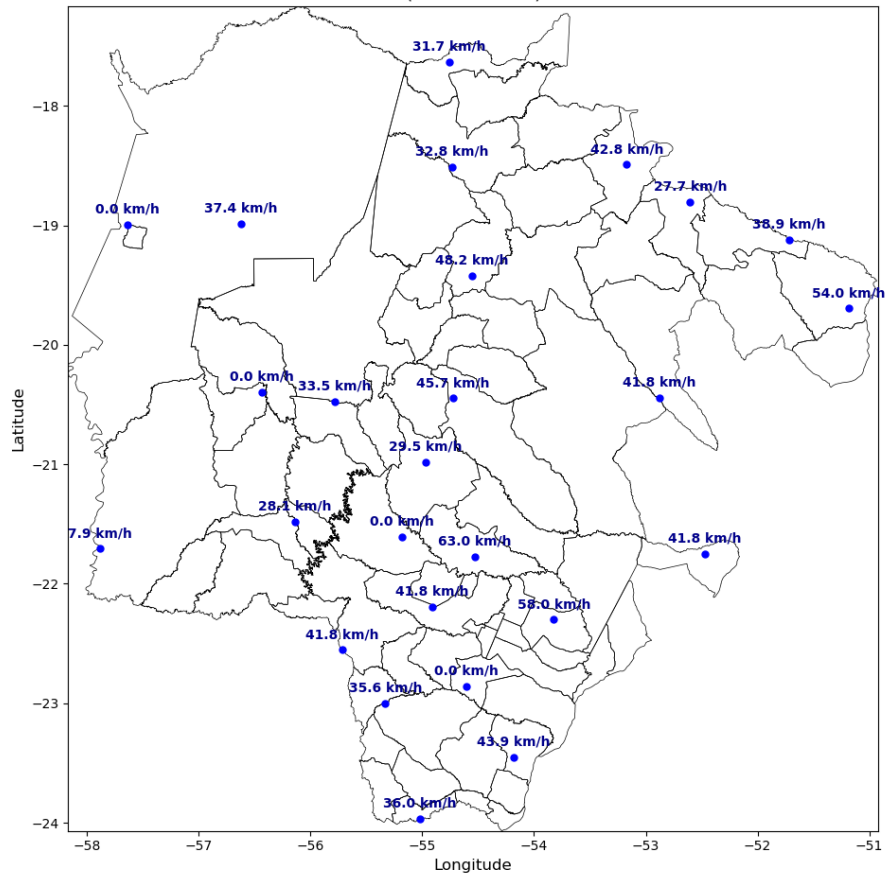 31.7 km/h
32.8 km/h
42.8 km/h
27.7 km/h
0.0 km/h
37.4 km/h
38.9 km/h
48.2 km/h
54.0 km/h
0.0 km/h
33.5 km/h
45.7 km/h
41.8 km/h
29.5 km/h
28.1 km/h
0.0 km/h
7.9 km/h
63.0 km/h
41.8 km/h
41.8 km/h
58.0 km/h
41.8 km/h
0.0 km/h
35.6 km/h
43.9 km/h
36.0 km/h
−18
−19
−20
−21
−22
−23
−24
Latitude
−58 −57 −56 −55 −54 −53 −52 −51
Longitude